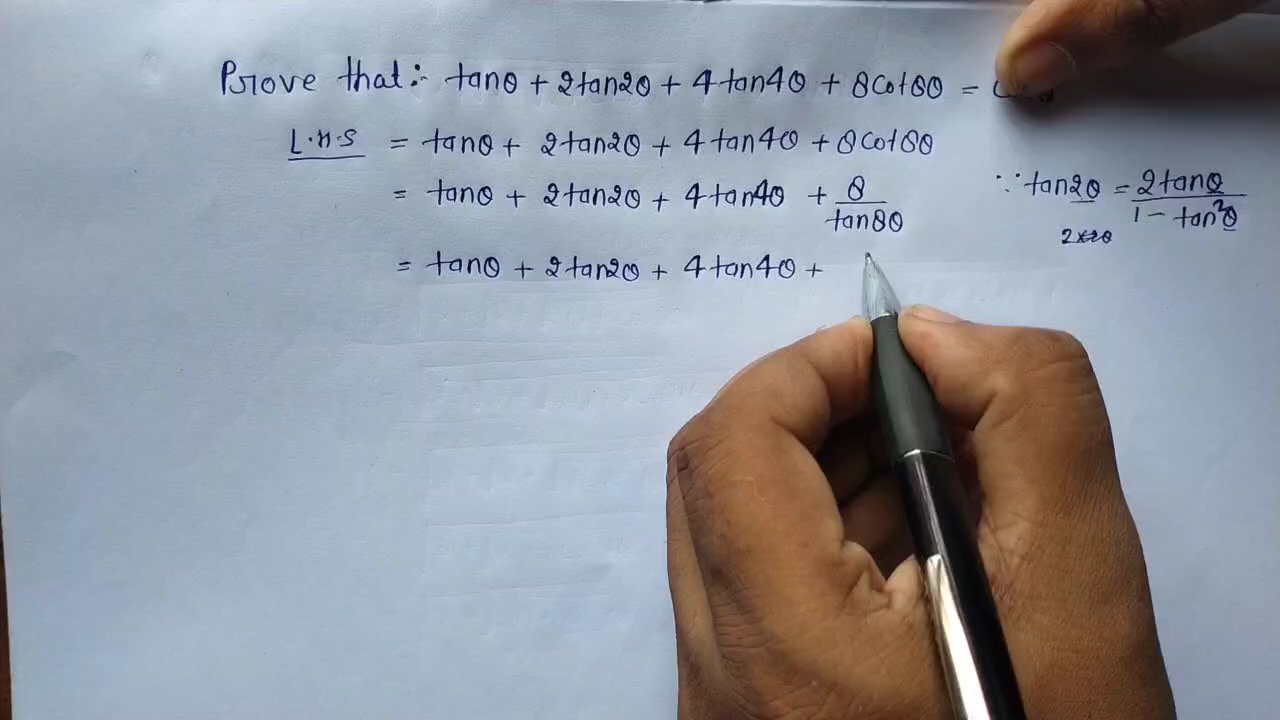 Prove that:- tanθ + 2tan2θ + 4tan4θ + 8cot8θ =
L.H.S = tanθ + 2tan2θ + 4tan4θ + 8cot8θ
= tanθ + 2tan2θ + 4tan4θ + 8/tan8θ
∵ tan2θ = 2tanθ/1 - tan²θ
= tanθ + 2tan2θ + 4tan4θ +